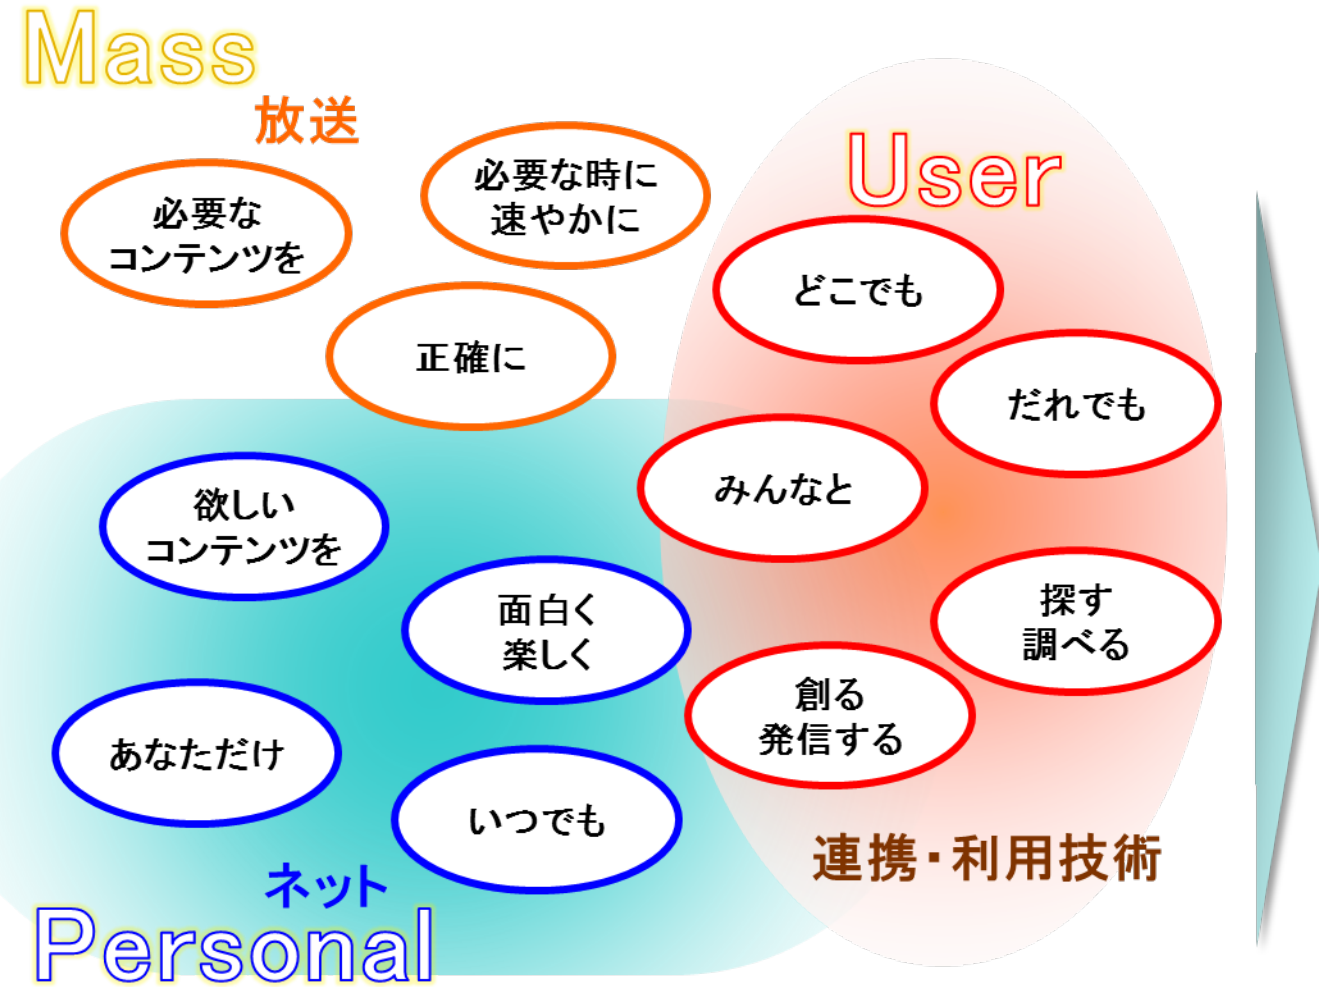 Mass
放送
必要な
コンテンツを
必要な時に
速やかに
正確に
User
どこでも
だれでも
みんなと
探す
調べる
創る
発信する
連携・利用技術
欲しい
コンテンツを
面白く
楽しく
あなただけ
いつでも
ネット
Personal